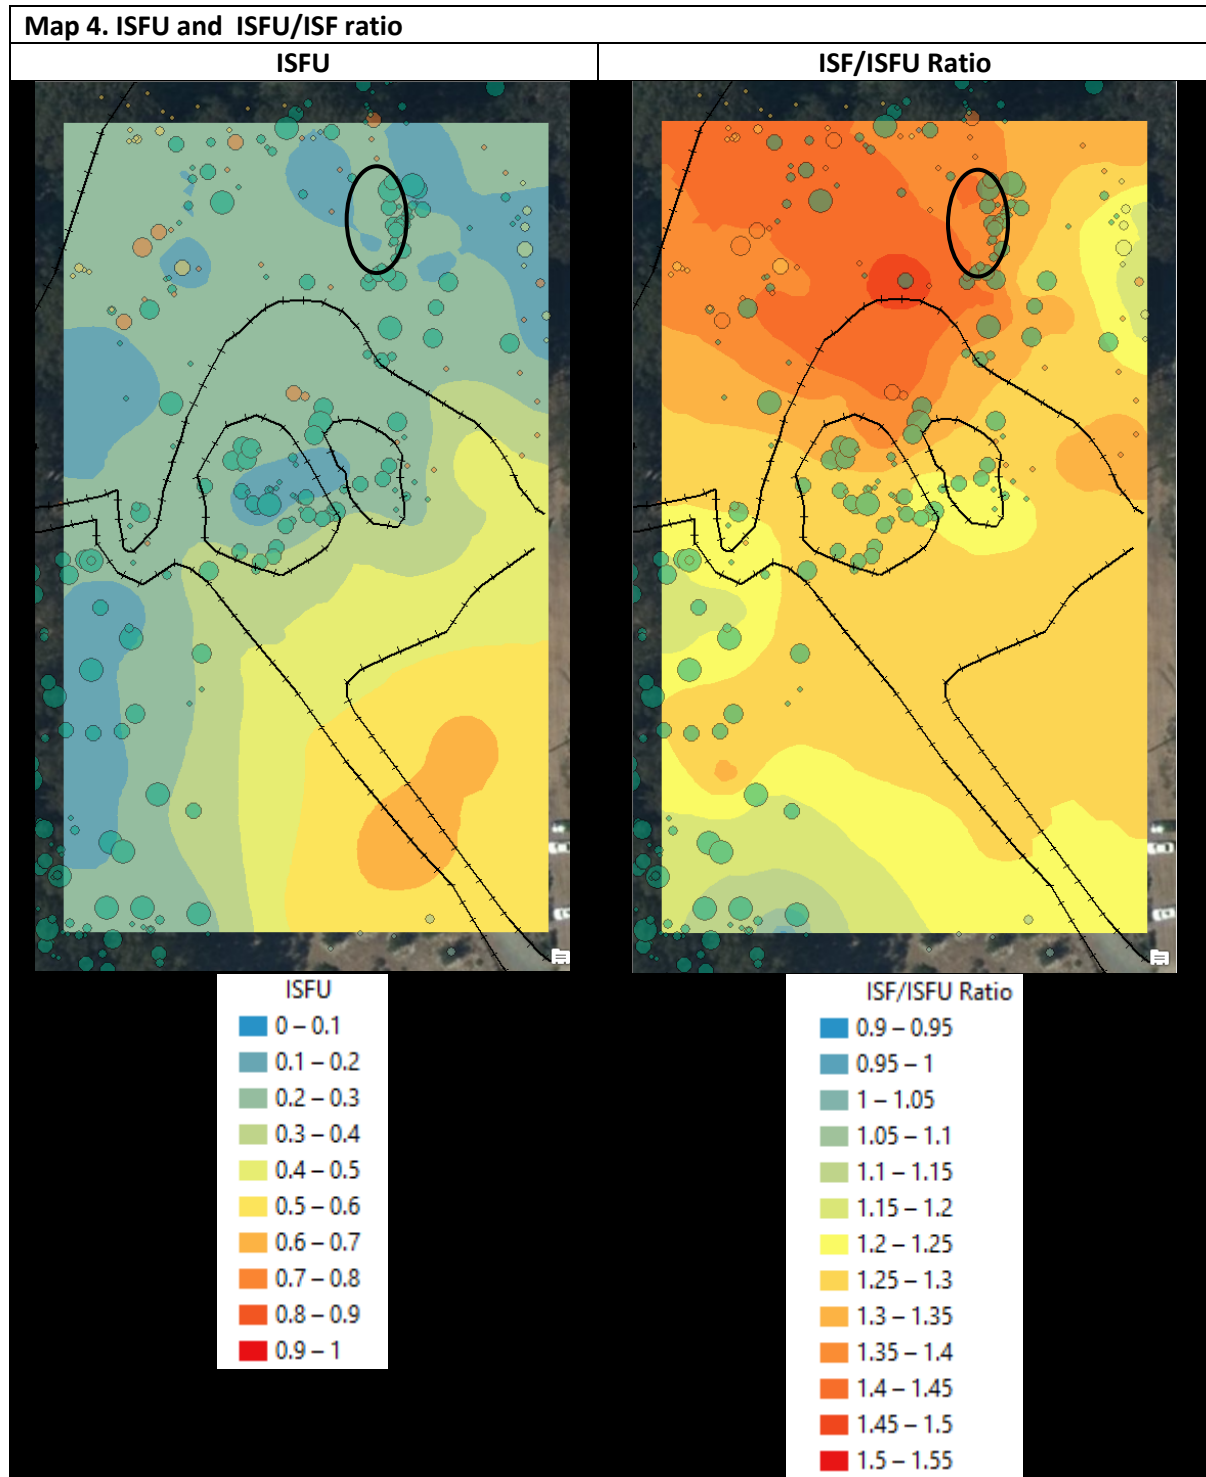 Map 4. ISFU and ISFU/ISF ratio
ISFU
ISF/ISFU Ratio
ISFU
0 – 0.1
0.1 – 0.2
0.2 – 0.3
0.3 – 0.4
0.4 – 0.5
0.5 – 0.6
0.6 – 0.7
0.7 – 0.8
0.8 – 0.9
0.9 – 1
ISF/ISFU Ratio
0.9 – 0.95
0.95 – 1
1 – 1.05
1.05 – 1.1
1.1 – 1.15
1.15 – 1.2
1.2 – 1.25
1.25 – 1.3
1.3 – 1.35
1.35 – 1.4
1.4 – 1.45
1.45 – 1.5
1.5 – 1.55